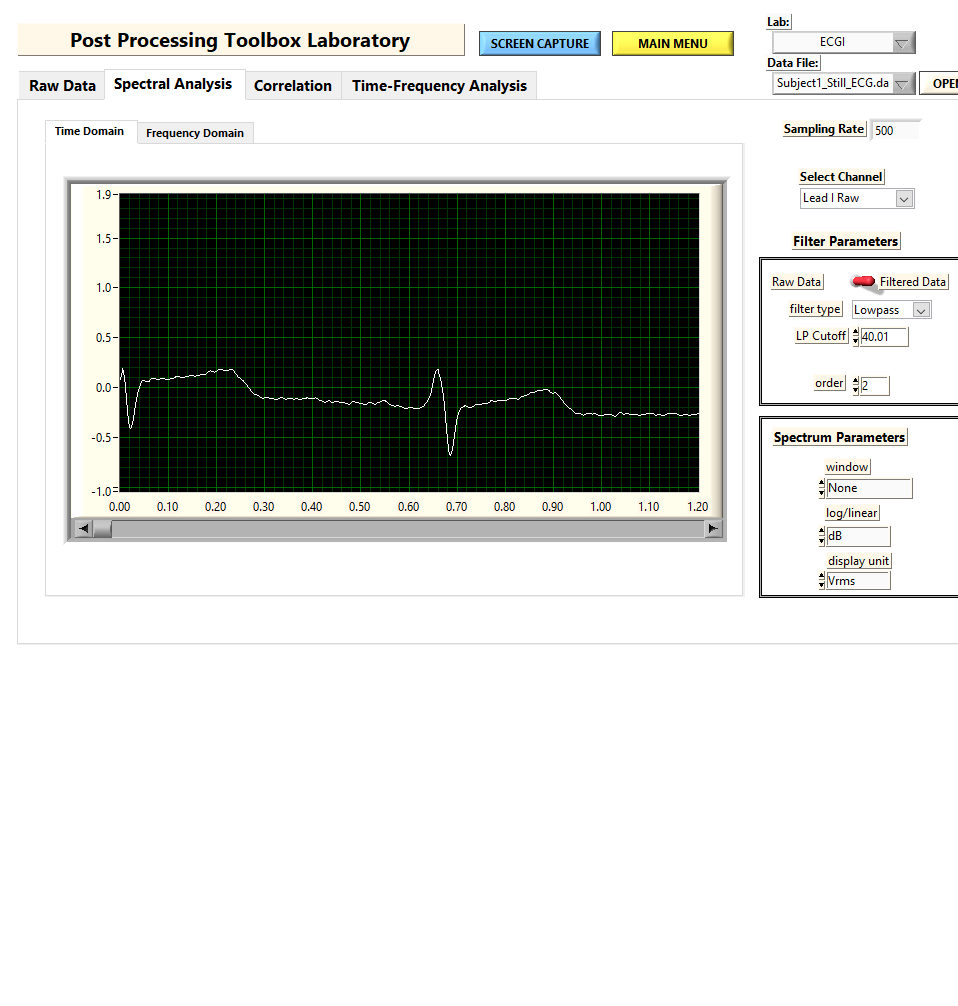 Post Processing Toolbox Laboratory
SCREEN CAPTURE
MAIN MENU
Lab:
ECGI
Data File:
Subject1_Still_ECG.da
OPE
Raw Data
Spectral Analysis
Correlation
Time-Frequency Analysis
Time Domain
Frequency Domain
Sampling Rate
500
Select Channel
Lead I Raw
Filter Parameters
Raw Data
Filtered Data
filter type
Lowpass
LP Cutoff
40.01
order
2
Spectrum Parameters
window
None
log/linear
dB
display unit
Vrms
1.9
1.5
1.0
0.5
0.0
-0.5
-1.0
0.00 0.10 0.20 0.30 0.40 0.50 0.60 0.70 0.80 0.90 1.00 1.10 1.20